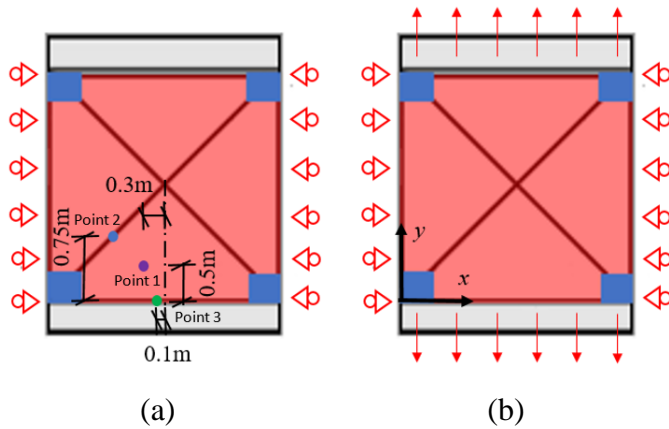 0.3m
Point 2
0.75m
Point 1
0.5m
Point 3
0.1m
y
x
(a)
(b)